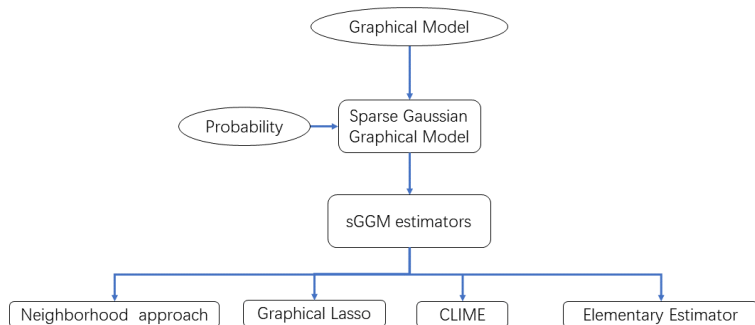 Graphical Model
Probability
Sparse Gaussian
Graphical Model
sGGM estimators
Neighborhood approach
Graphical Lasso
CLIME
Elementary Estimator